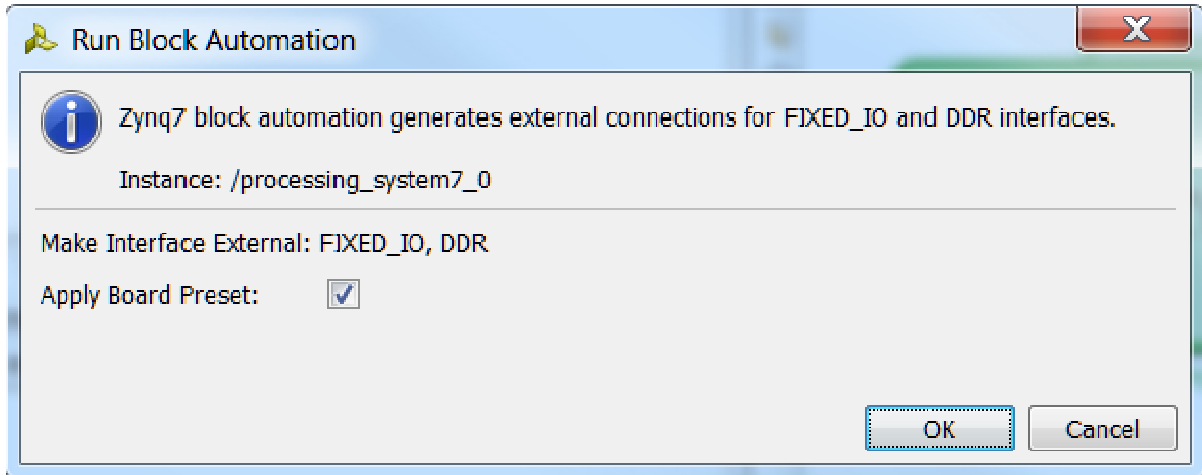 Run Block Automation
Zynq7 block automation generates external connections for FIXED_IO and DDR interfaces.
Instance: /processing_system7_0
Make Interface External: FIXED_IO, DDR
Apply Board Preset:
OK
Cancel